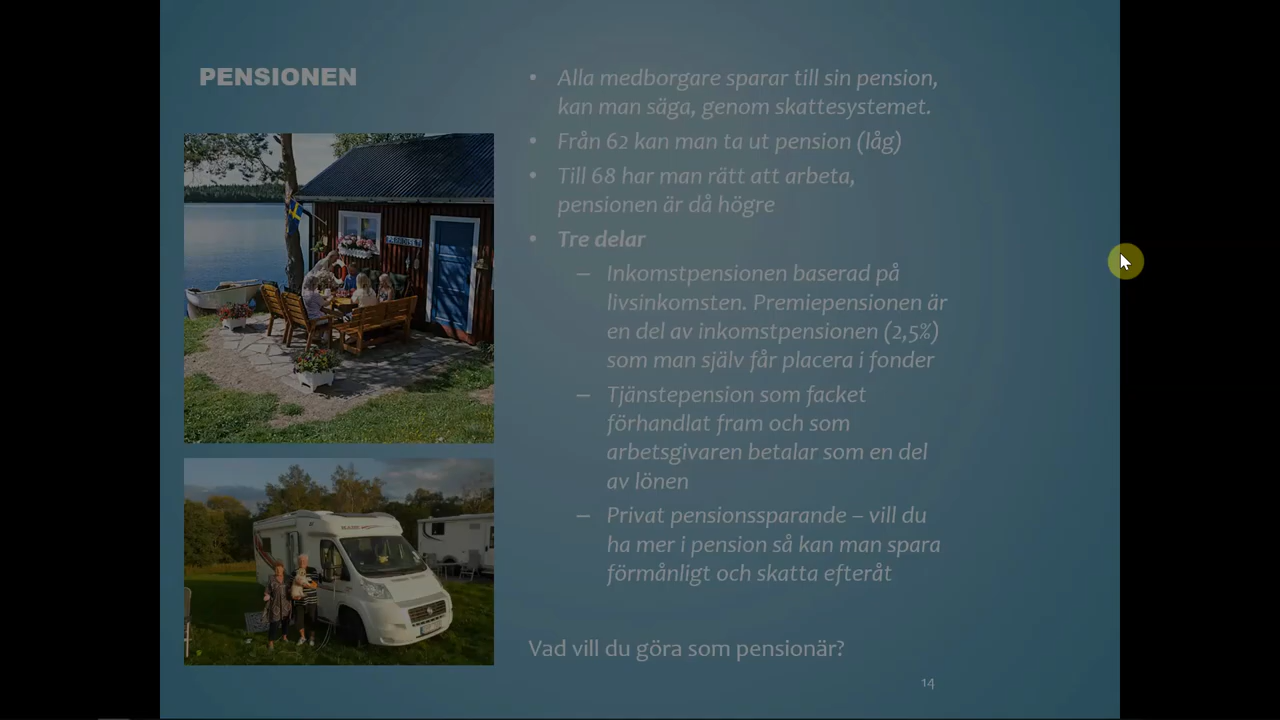 PENSIONEN
• Alla medborgare sparar till sin pension,
kan man säga, genom skattesystemet.
• Från 62 kan man ta ut pension (låg)
• Till 68 har man rätt att arbeta,
pensionen är då högre
• Tre delar
– Inkomstpensionen baserad på
livsinkomsten. Premiepensionen är
en del av inkomstpensionen (2,5%)
som man själv får placera i fonder
– Tjänstepension som facket
förhandlat fram och som
arbetsgivaren betalar som en del
av lönen
– Privat pensionssparande – vill du
ha mer i pension så kan man spara
förmånligt och skatta efteråt
Vad vill du göra som pensionär?
14